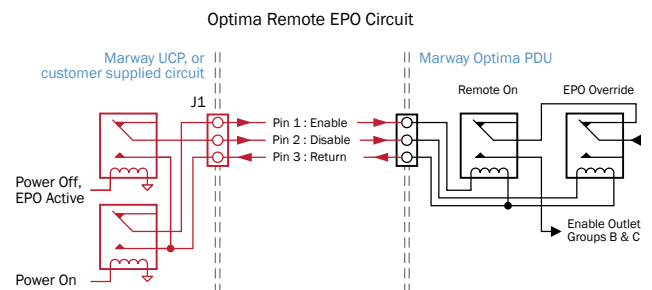 Optima Remote EPO Circuit
Marway UCP, or
customer supplied circuit
Marway Optima PDU
J1
Remote On
EPO Override
Pin 1 : Enable
Pin 2 : Disable
Pin 3 : Return
Power Off,
EPO Active
Enable Outlet
Groups B & C
Power On